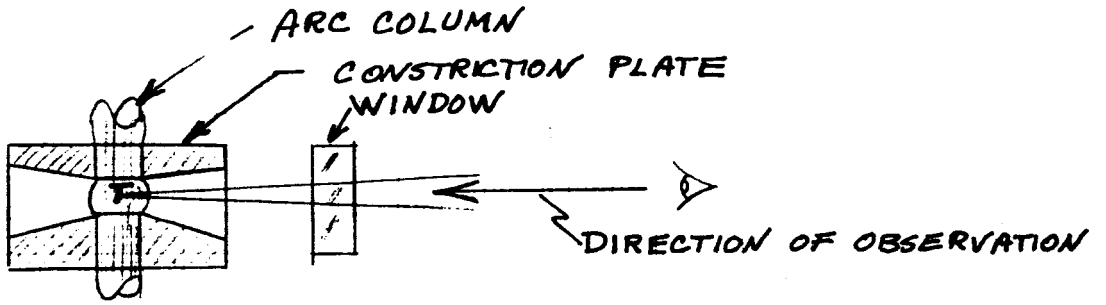 ARC COLUMN
CONSTRICTION PLATE
WINDOW
T
DIRECTION OF OBSERVATION